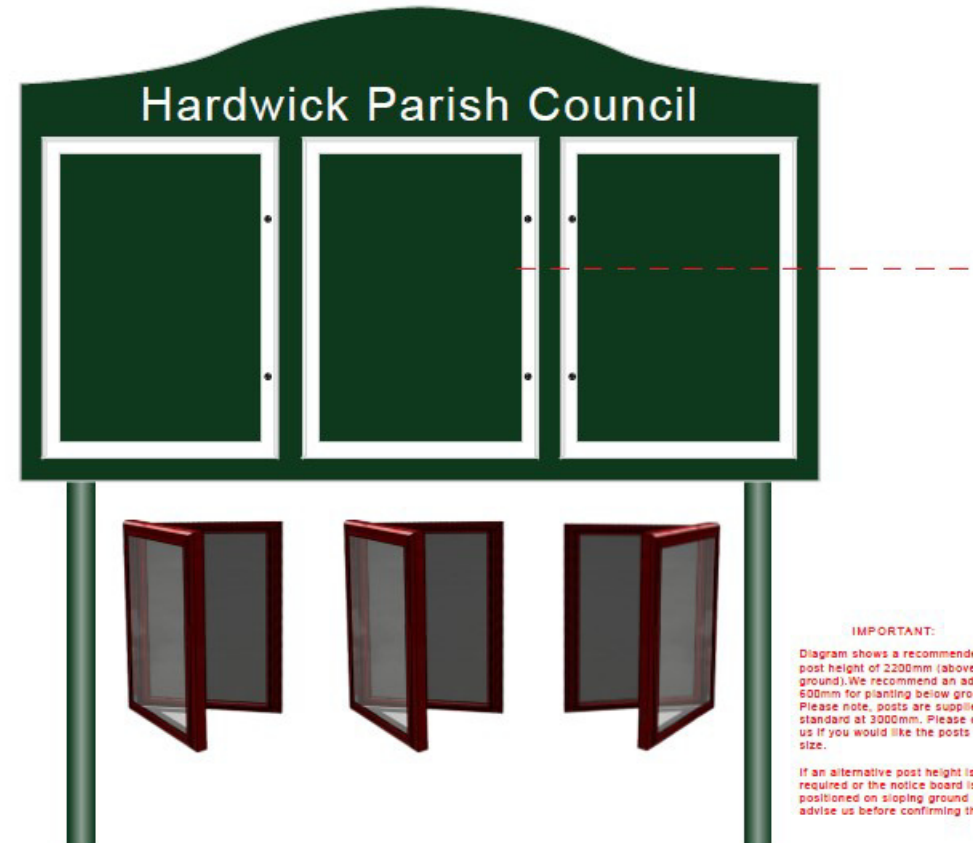 Hardwick Parish Council
IMPORTANT:
Diagram shows a recommende
post height of 2200mm (above
ground).We recommend an ad
600mm for planting below gro
Please note, posts are supplie
standard at 3000mm. Please
us if you would like the posts
size.
If an alternative post height is
required or the notice board is
positioned on sloping ground
advise us before confirming th